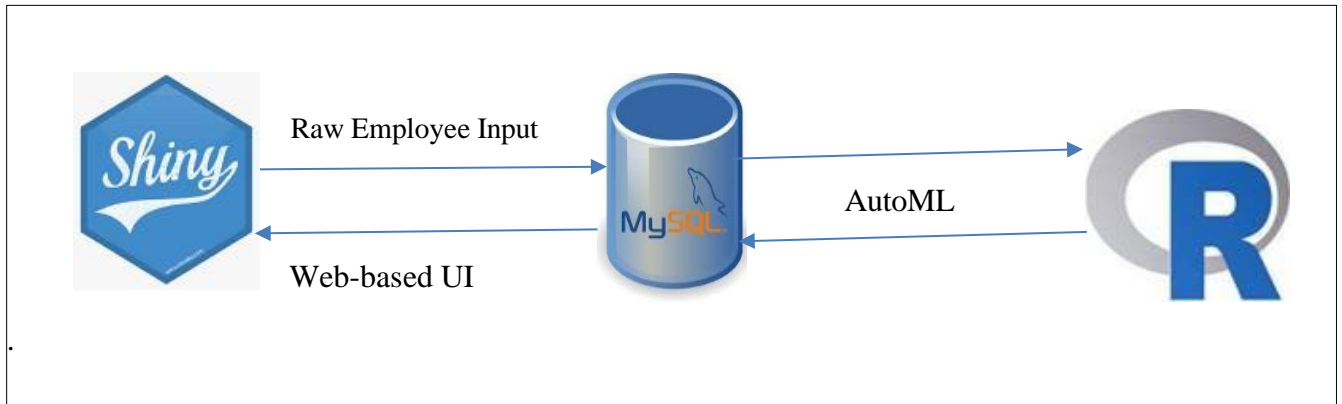 Shiny
Raw Employee Input
Web-based UI
MySQL
AutoML
R
.